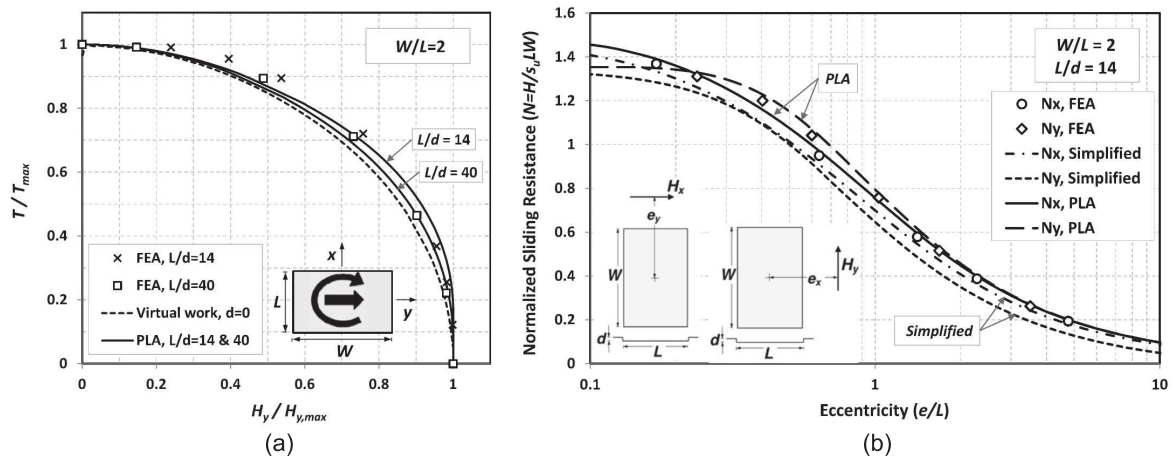 1
0.8
0.6
0.4
0.2
0
T / Tmax
W/L=2
L/d = 14
L/d = 40
FEA, L/d=14
FEA, L/d=40
Virtual work, d=0
PLA, L/d=14 & 40
x
L
y
W
0 0.2 0.4 0.6 0.8 1
Hy / Hy,max
(a)
1.6
1.4
1.2
1.0
0.8
0.6
0.4
0.2
0.0
Normalized Sliding Resistance (N=H/suLW)
W/L = 2
L/d = 14
PLA
Nx, FEA
Ny, FEA
Nx, Simplified
Ny, Simplified
Nx, PLA
Ny, PLA
Hx
ey
W
d
L
W
Hy
ex
d
L
Simplified
0.1 1 10
Eccentricity (e/L)
(b)